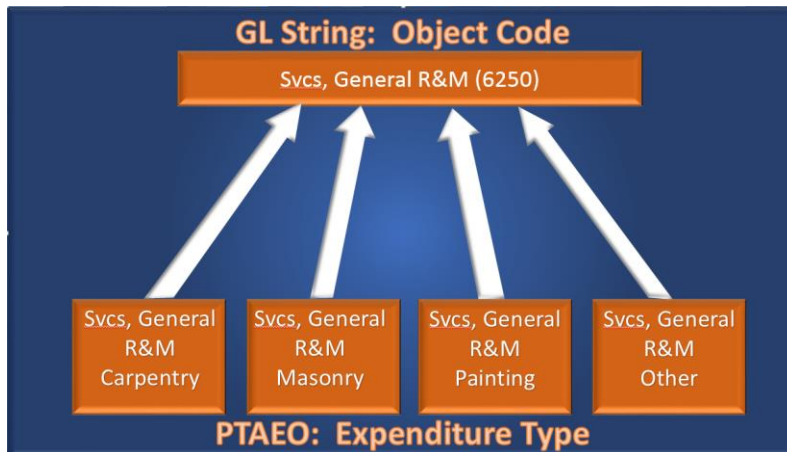 GL String: Object Code
Svcs, General R&M (6250)
Svcs, General
R&M
Carpentry
Svcs, General
R&M
Masonry
Svcs, General
R&M
Painting
Svcs, General
R&M
Other
PTAEO: Expenditure Type